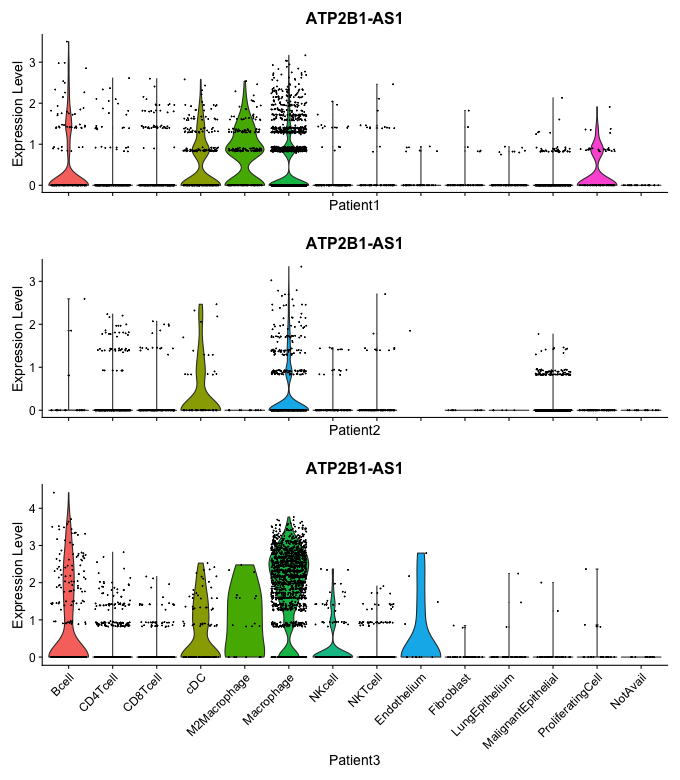 ATP2B1-AS1
Expression Level
3
2
1
0
Patient1
ATP2B1-AS1
Expression Level
3
2
1
0
Patient2
ATP2B1-AS1
Expression Level
4
3
2
1
0
Bcell
CD4Tcell
CD8Tcell
cDC
M2Macrophage
Macrophage
NKcell
NKTcell
Endothelium
Fibroblast
LungEpithelium
MalignantEpithelial
ProliferatingCell
NotAvail
Patient3